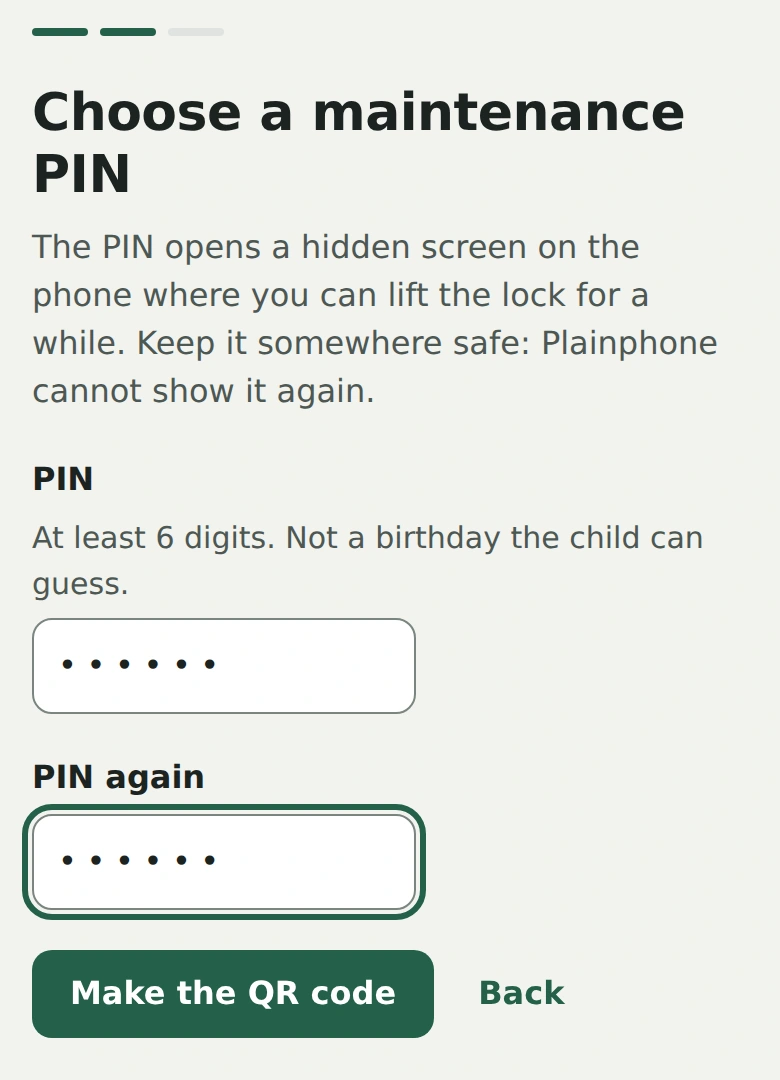 Choose a maintenance
PIN
The PIN opens a hidden screen on the
phone where you can lift the lock for a
while. Keep it somewhere safe: Plainphone
cannot show it again.
PIN
At least 6 digits. Not a birthday the child can
guess.
••••••
PIN again
••••••
Make the QR code
Back